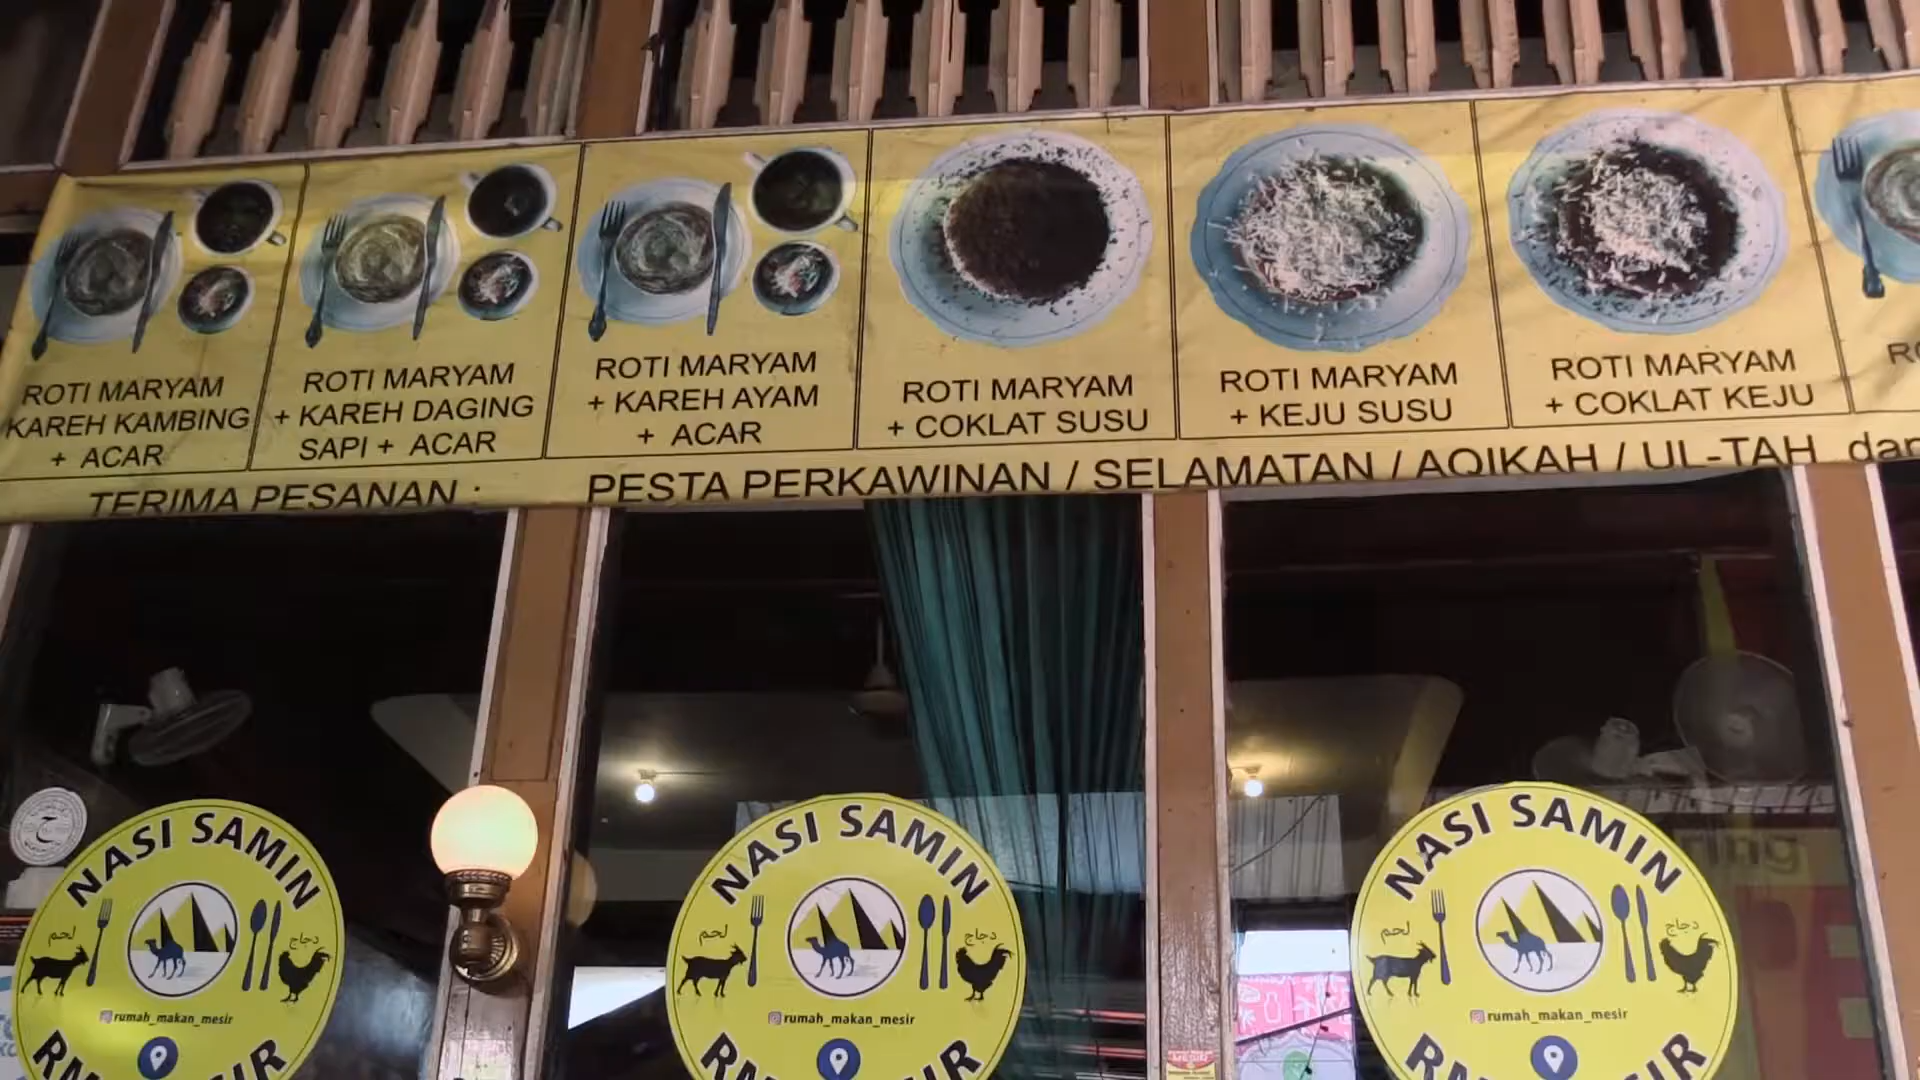 ROTI MARYAM
KAREH KAMBING
+ ACAR
ROTI MARYAM
+ KAREH DAGING
SAPI + ACAR
ROTI MARYAM
+ KAREH AYAM
+ ACAR
ROTI MARYAM
+ COKLAT SUSU
ROTI MARYAM
+ KEJU SUSU
ROTI MARYAM
+ COKLAT KEJU
TERIMA PESANAN : PESTA PERKAWINAN / SELAMATAN / AQIKAH / UL-TAH
NASI SAMIN
لحم
دجاج
rumah_makan_mesir
NASI SAMIN
لحم
دجاج
rumah_makan_mesir
NASI SAMIN
لحم
دجاج
rumah_makan_mesir